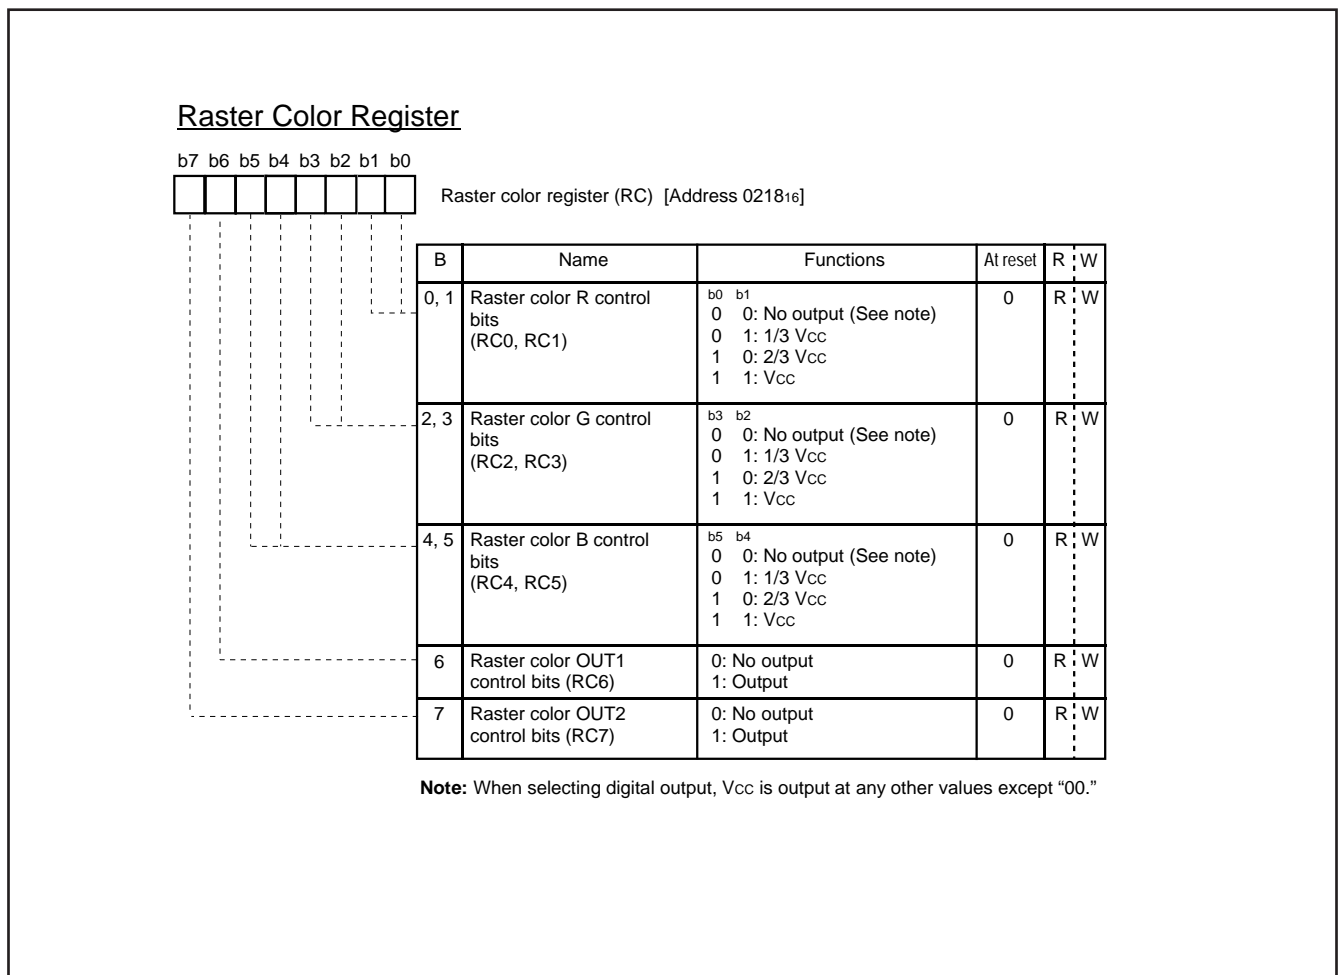 Raster Color Register
b7 b6 b5 b4 b3 b2 b1 b0
Raster color register (RC) [Address 021816]
B Name Functions At reset R W
0, 1 Raster color R control bits (RC0, RC1)
b0 b1
0 0: No output (See note)
0 1: 1/3 VCC
1 0: 2/3 VCC
1 1: VCC
0 R W
2, 3 Raster color G control bits (RC2, RC3)
b3 b2
0 0: No output (See note)
0 1: 1/3 VCC
1 0: 2/3 VCC
1 1: VCC
0 R W
4, 5 Raster color B control bits (RC4, RC5)
b5 b4
0 0: No output (See note)
0 1: 1/3 VCC
1 0: 2/3 VCC
1 1: VCC
0 R W
6 Raster color OUT1 control bits (RC6)
0: No output
1: Output
0 R W
7 Raster color OUT2 control bits (RC7)
0: No output
1: Output
0 R W
Note: When selecting digital output, VCC is output at any other values except “00.”